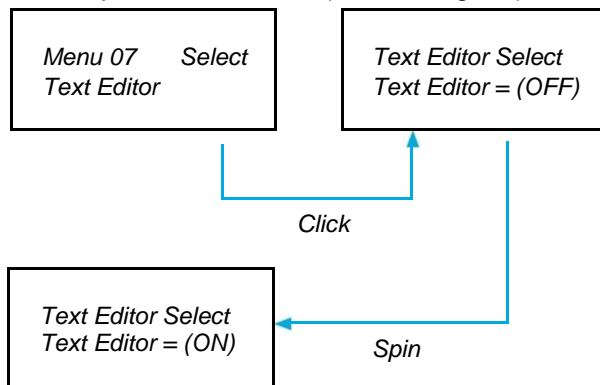 Menu 07 Select
Text Editor
Text Editor Select
Text Editor = (OFF)
Click
Text Editor Select
Text Editor = (ON)
Spin